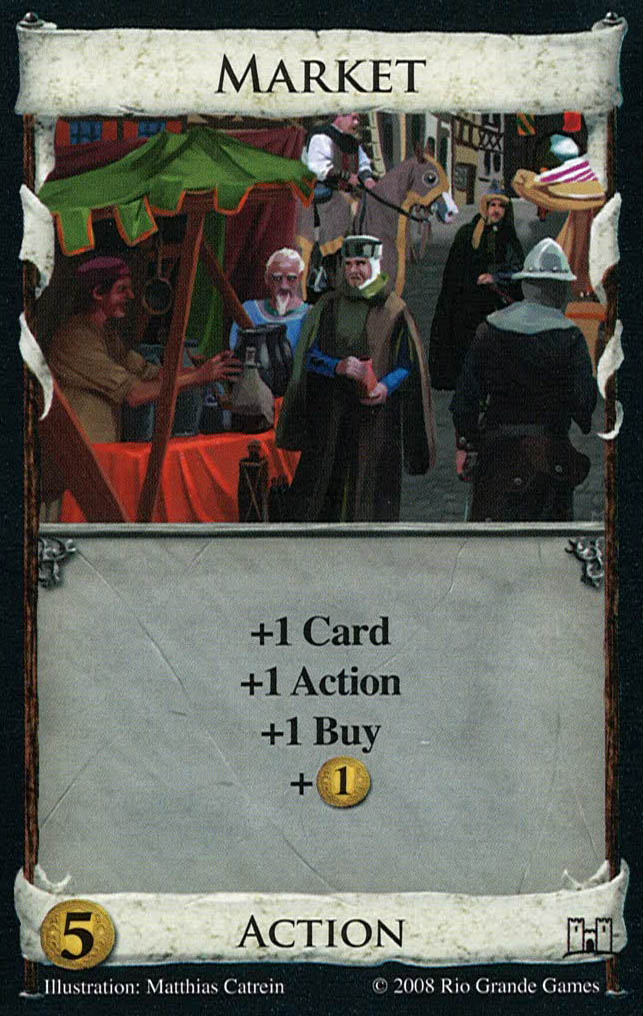 MARKET
+1 Card
+1 Action
+1 Buy
+ 1
5 ACTION
Illustration: Matthias Catrein © 2008 Rio Grande Games